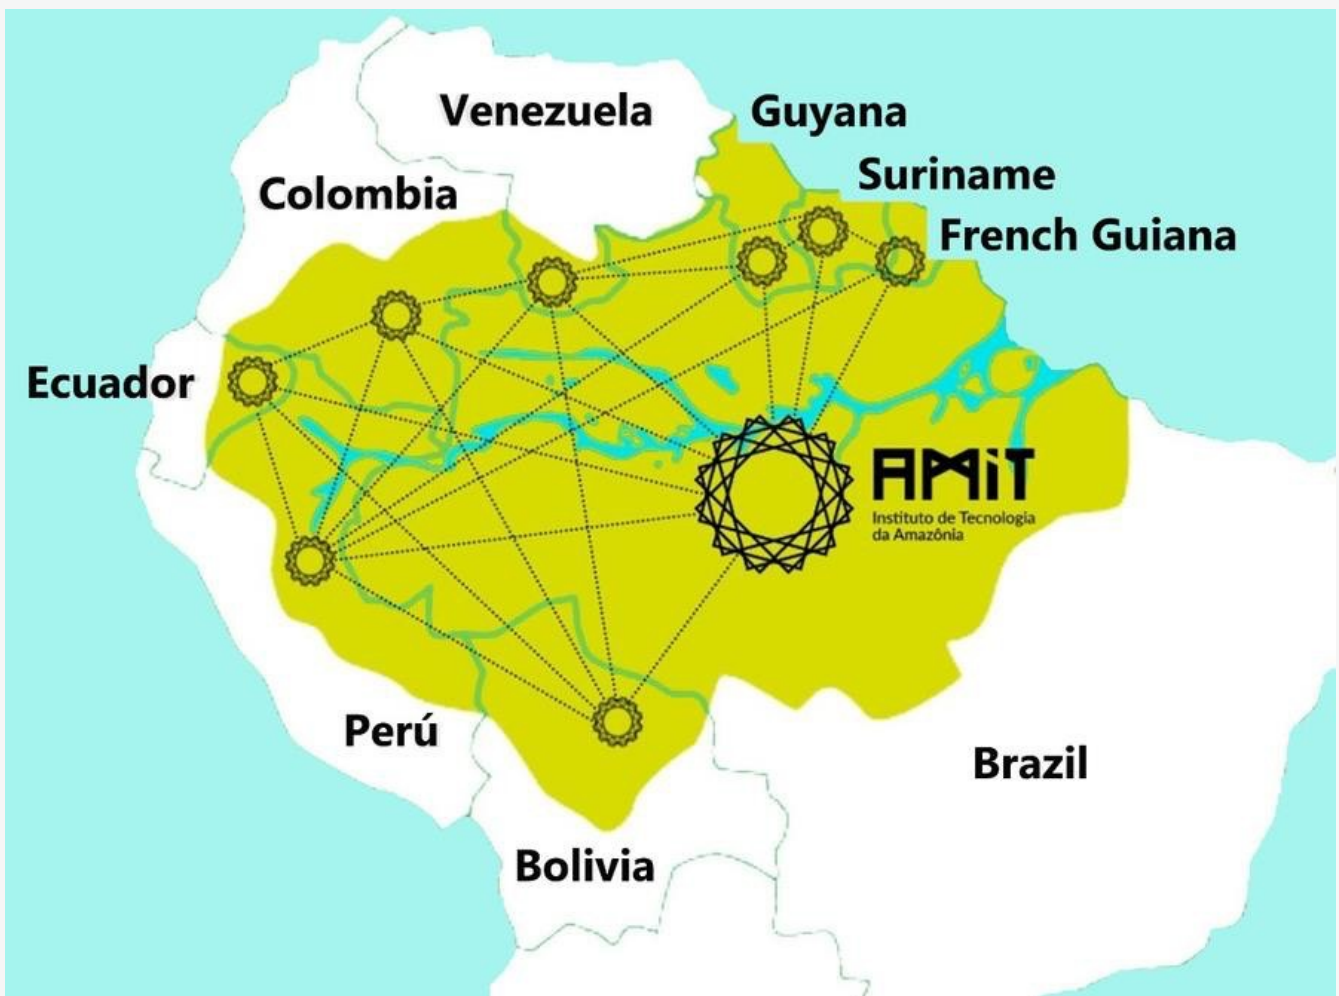 Venezuela
Guyana
Suriname
Colombia
French Guiana
Ecuador
AMiT
Instituto de Tecnologia
da Amazônia
Perú
Brazil
Bolivia